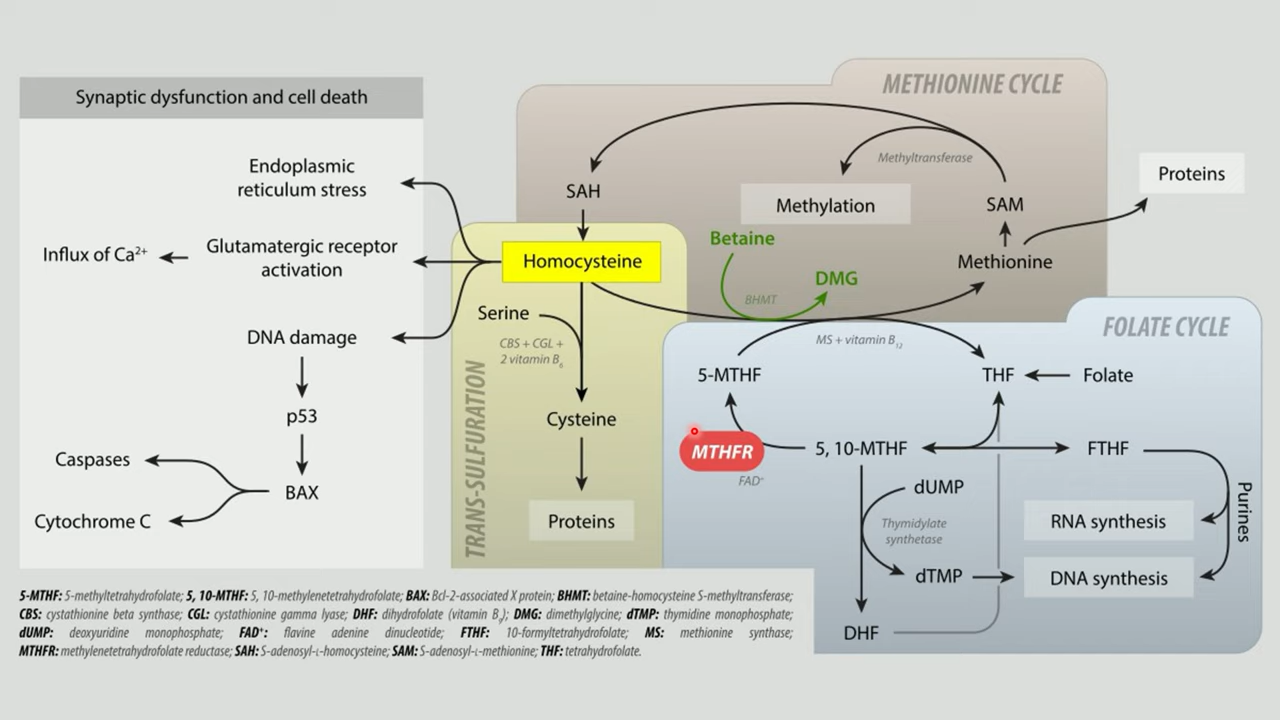 Synaptic dysfunction and cell death
Endoplasmic
reticulum stress
Influx of Ca²⁺
Glutamatergic receptor
activation
DNA damage
p53
Caspases
BAX
Cytochrome C
METHIONINE CYCLE
SAH
Methyltransferase
Methylation
SAM
Proteins
Betaine
Homocysteine
DMG
Methionine
BHMT
TRANS-SULFURATION
Serine
CBS + CGL +
2 vitamin B₆
Cysteine
Proteins
FOLATE CYCLE
MS + vitamin B₁₂
5-MTHF
THF
Folate
MTHFR
FAD⁺
5, 10-MTHF
FTHF
dUMP
Thymidylate
synthetase
dTMP
DHF
RNA synthesis
DNA synthesis
Purines
5-MTHF: 5-methyltetrahydrofolate; 5, 10-MTHF: 5, 10-methylenetetrahydrofolate; BAX: Bcl-2-associated X protein; BHMT: betaine-homocysteine S-methyltransferase;
CBS: cystathionine beta synthase; CGL: cystathionine gamma lyase; DHF: dihydrofolate (vitamin B₉); DMG: dimethylglycine; dTMP: thymidine monophosphate;
dUMP: deoxyuridine monophosphate; FAD⁺: flavine adenine dinucleotide; FTHF: 10-formyltetrahydrofolate; MS: methionine synthase;
MTHFR: methylenetetrahydrofolate reductase; SAH: S-adenosyl-L-homocysteine; SAM: S-adenosyl-L-methionine; THF: tetrahydrofolate.